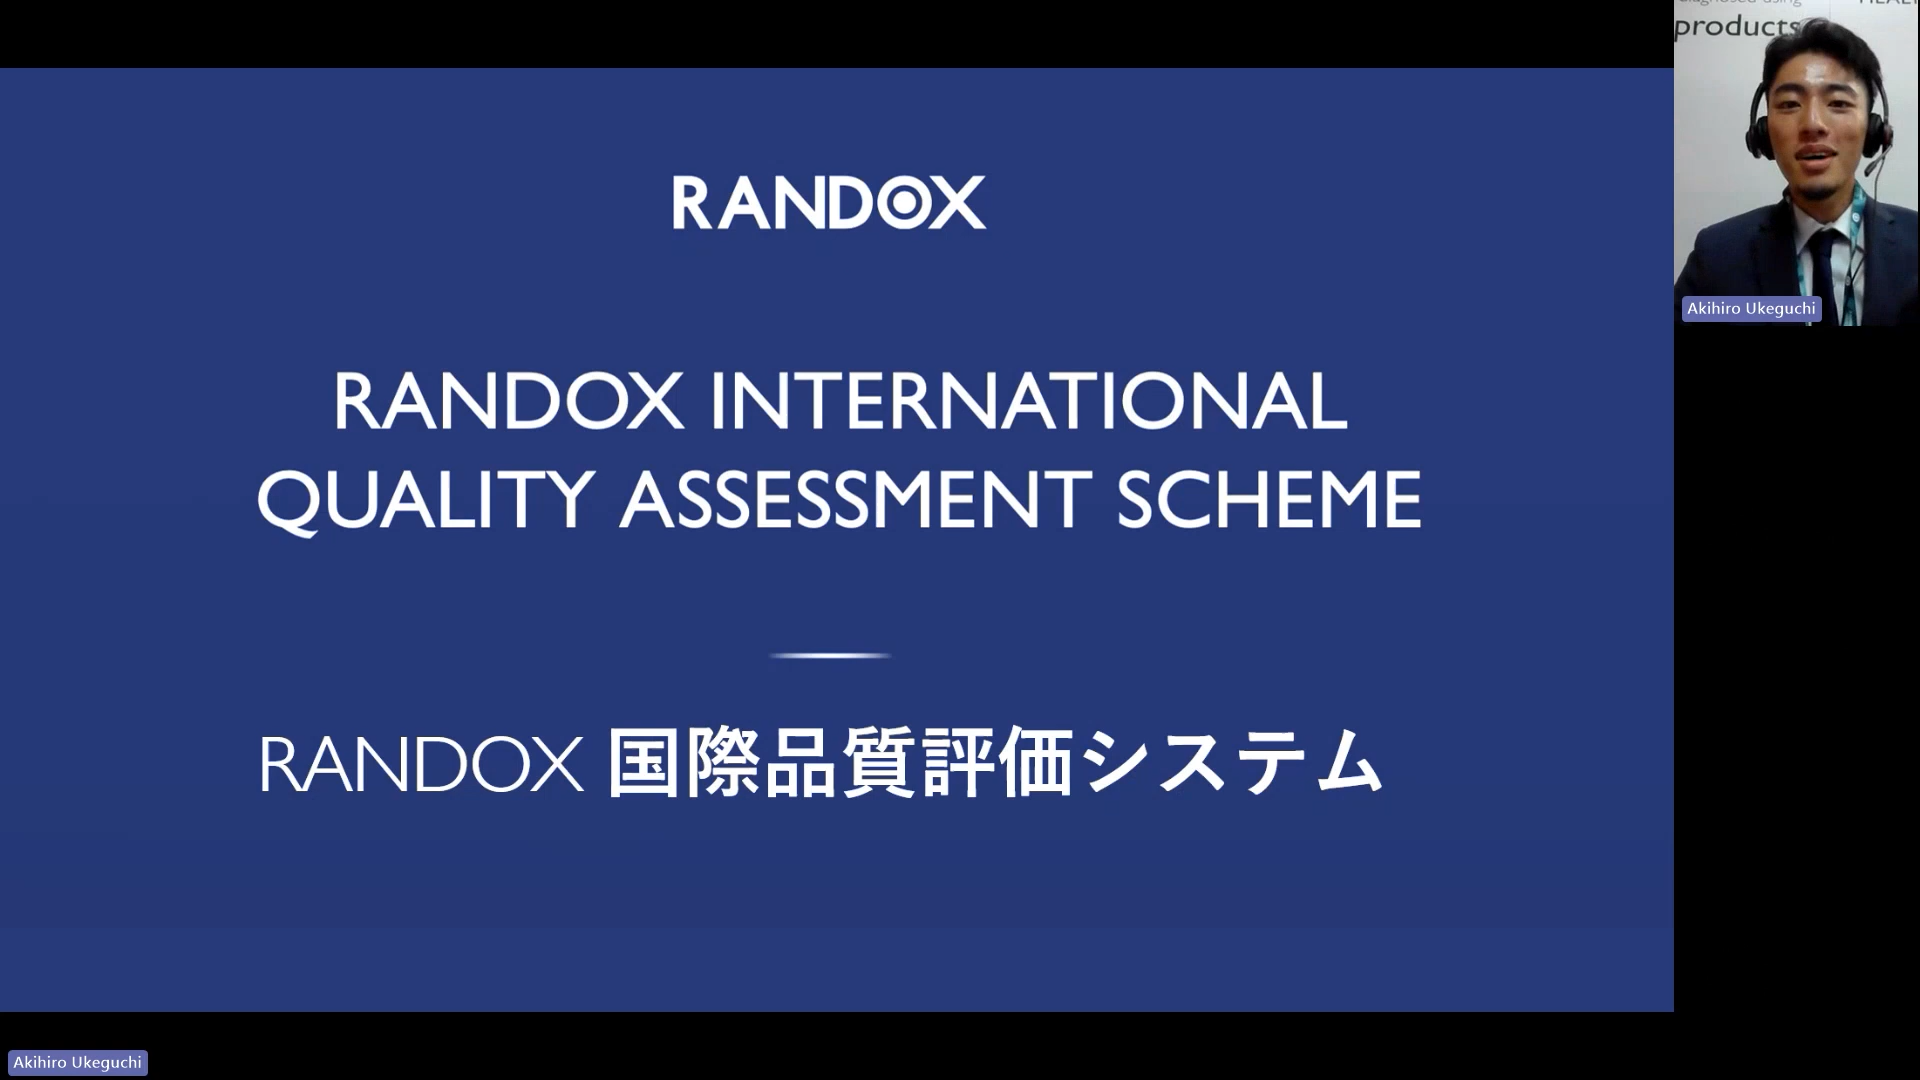 RANDOX
RANDOX INTERNATIONAL
QUALITY ASSESSMENT SCHEME
RANDOX 国際品質評価システム
products
Akihiro Ukeguchi
Akihiro Ukeguchi